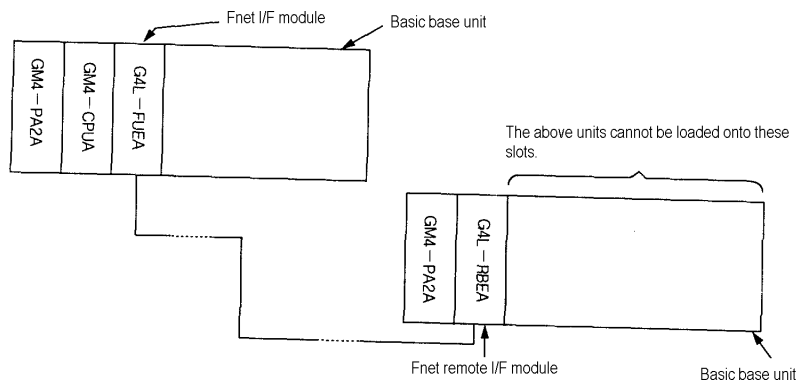 Fnet I/F module
Basic base unit
GM4-PA2A
GM4-CPUA
G4L-FUEA
The above units cannot be loaded onto these
slots.
GM4-PA2A
G4L-RBEA
Fnet remote I/F module
Basic base unit